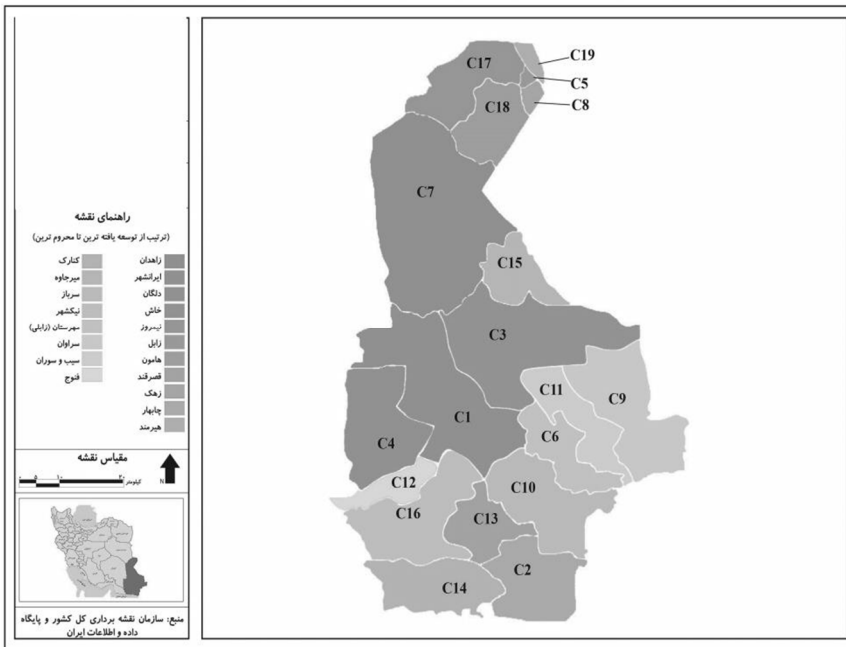 راهنمای نقشه
(ترتیب از توسعه یافته ترین تا محروم ترین)
زاهدان
ایرانشهر
دلگان
خاش
نیمروز
زابل
هامون
قصرقند
زهک
چابهار
هیرمند
کنارک
میرجاوه
سرباز
نیکشهر
مهرستان (زابلی)
سراوان
سیب و سوران
فنوج
مقیاس نقشه
N
کیلومتر
منبع: سازمان نقشه برداری کل کشور و پایگاه
داده و اطلاعات ایران
C19
C17
C5
C8
C18
C7
C15
C3
C11
C9
C1
C4
C6
C12
C10
C16
C13
C2
C14